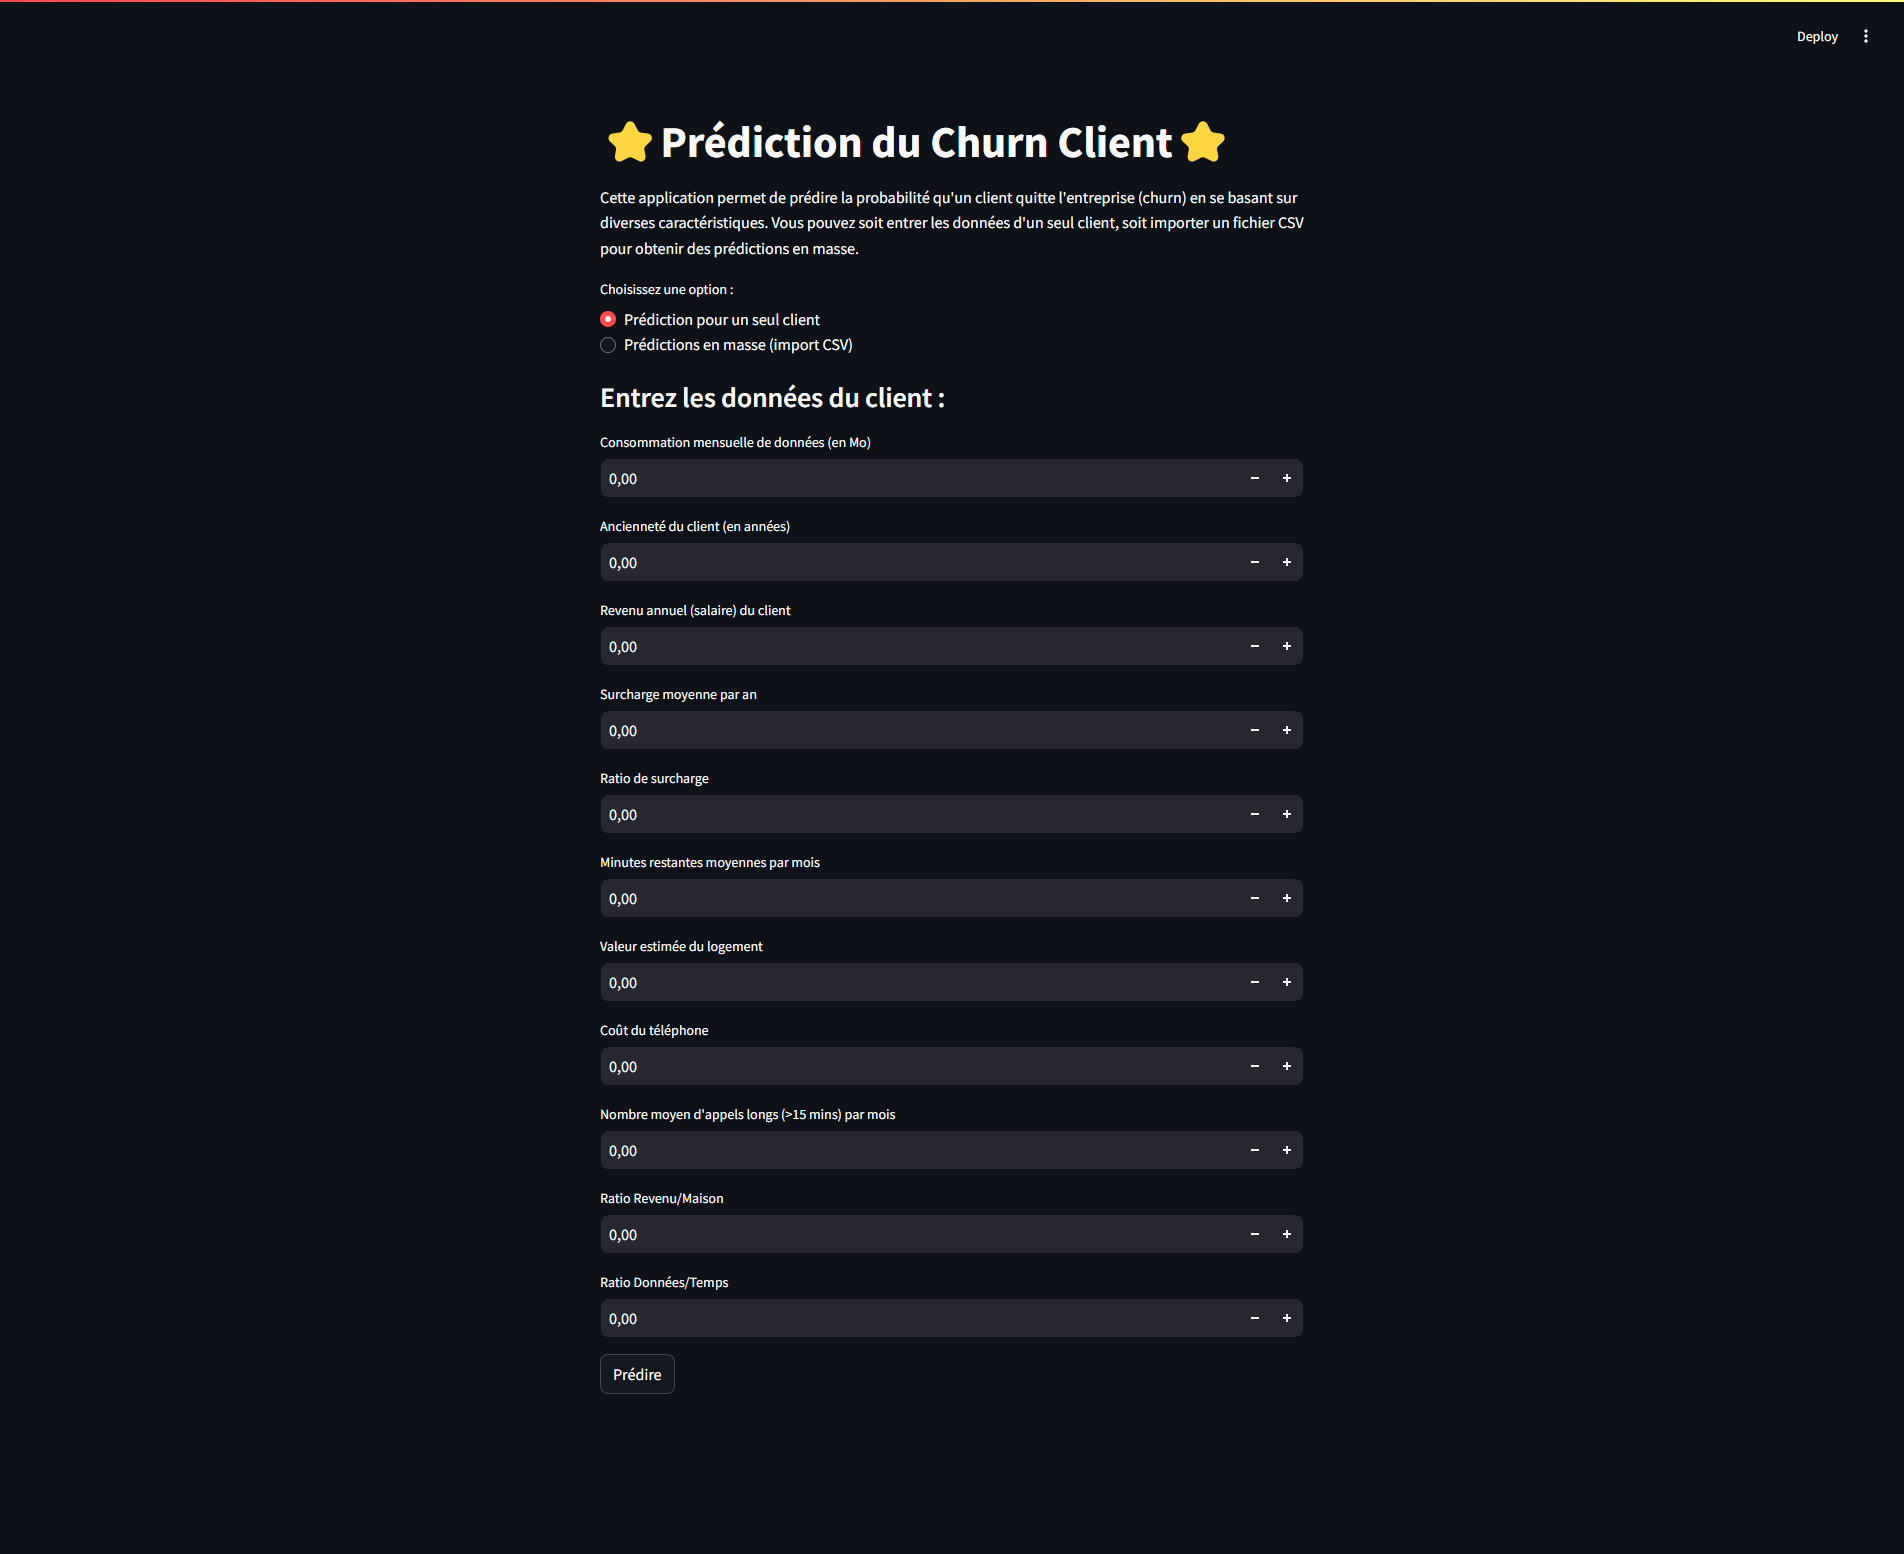 Deploy
Prédiction du Churn Client
Cette application permet de prédire la probabilité qu'un client quitte l'entreprise (churn) en se basant sur
diverses caractéristiques. Vous pouvez soit entrer les données d'un seul client, soit importer un fichier CSV
pour obtenir des prédictions en masse.
Choisissez une option :
Prédiction pour un seul client
Prédictions en masse (import CSV)
Entrez les données du client :
Consommation mensuelle de données (en Mo)
0,00
Ancienneté du client (en années)
0,00
Revenu annuel (salaire) du client
0,00
Surcharge moyenne par an
0,00
Ratio de surcharge
0,00
Minutes restantes moyennes par mois
0,00
Valeur estimée du logement
0,00
Coût du téléphone
0,00
Nombre moyen d'appels longs (>15 mins) par mois
0,00
Ratio Revenu/Maison
0,00
Ratio Données/Temps
0,00
Prédire